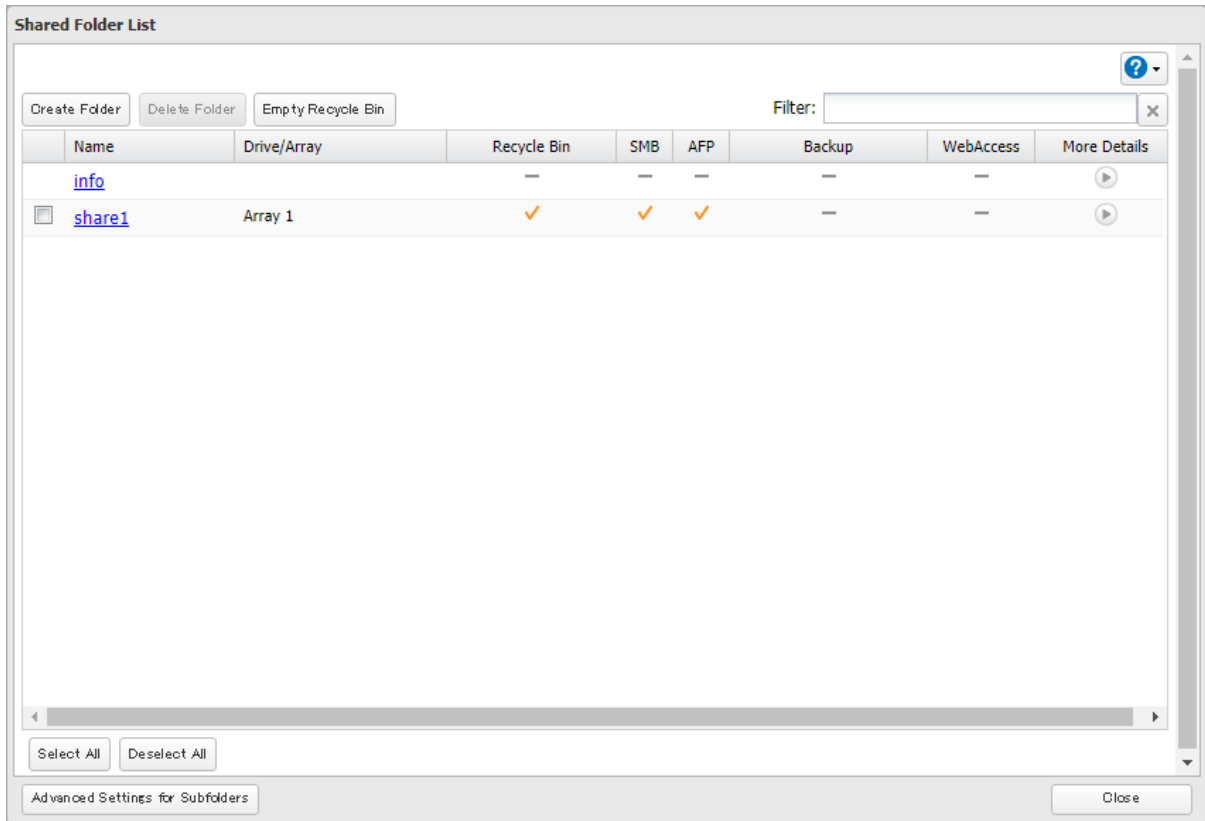 Shared Folder List
?
Create Folder Delete Folder Empty Recycle Bin Filter:
Name Drive/Array Recycle Bin SMB AFP Backup WebAccess More Details
info
share1 Array 1
Select All Deselect All
Advanced Settings for Subfolders Close